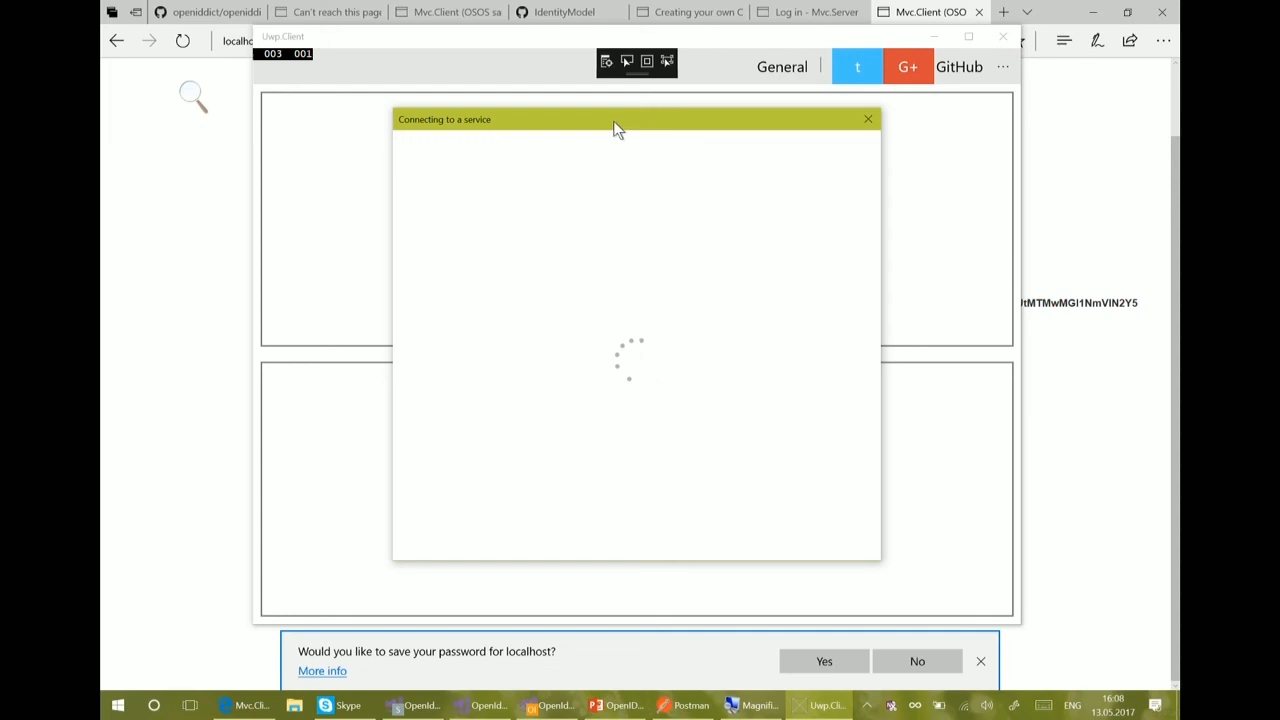 openiddict/openiddi
Can't reach this page
Mvc.Client (OSOS sa
IdentityModel
Creating your own C
Log in - Mvc.Server
Mvc.Client (OSO
localho
Uwp.Client
003 001
General
t
G+
GitHub
Connecting to a service
JtMTMwMGI1NmVlN2Y5
Would you like to save your password for localhost?
More info
Yes
No
Mvc.Cli...
Skype
OpenId...
OpenId...
OpenId...
OpenID...
Postman
Magnifi...
Uwp.Cli...
ENG
16:08
13.05.2017